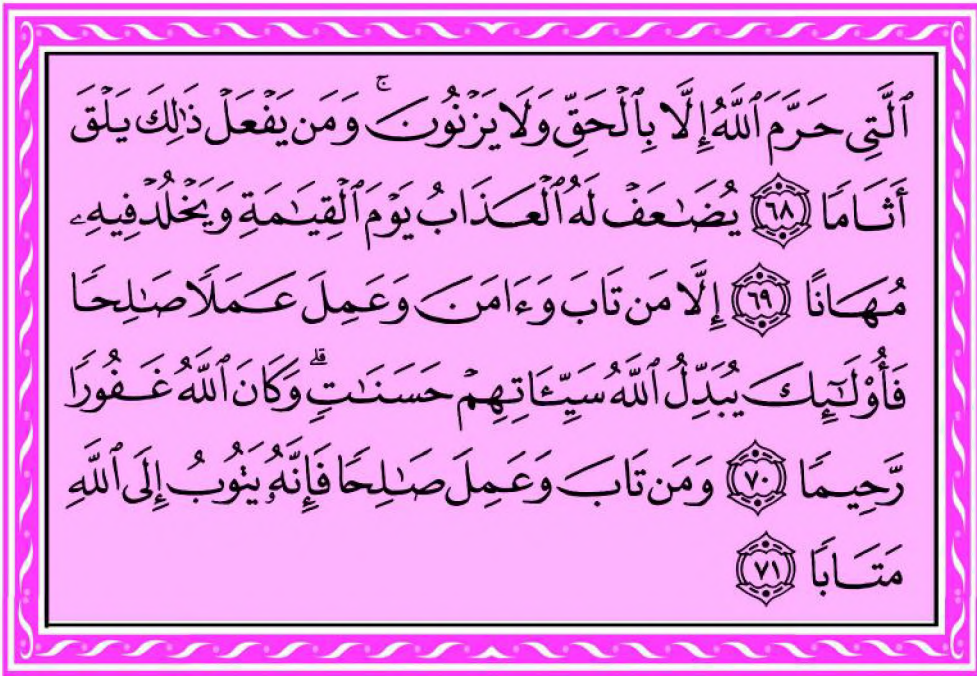 ٱلَّتِى حَرَّمَ ٱللَّهُ إِلَّا بِٱلْحَقِّ وَلَا يَزْنُونَ ۚ وَمَن يَفْعَلْ ذَٰلِكَ يَلْقَ
أَثَامًا ٦٨ يُضَٰعَفْ لَهُ ٱلْعَذَابُ يَوْمَ ٱلْقِيَٰمَةِ وَيَخْلُدْ فِيهِۦ
مُهَانًا ٦٩ إِلَّا مَن تَابَ وَءَامَنَ وَعَمِلَ عَمَلًا صَٰلِحًا
فَأُو۟لَٰٓئِكَ يُبَدِّلُ ٱللَّهُ سَيِّـَٔاتِهِمْ حَسَنَٰتٍ ۗ وَكَانَ ٱللَّهُ غَفُورًا
رَّحِيمًا ٧٠ وَمَن تَابَ وَعَمِلَ صَٰلِحًا فَإِنَّهُۥ يَتُوبُ إِلَى ٱللَّهِ
مَتَابًا ٧١